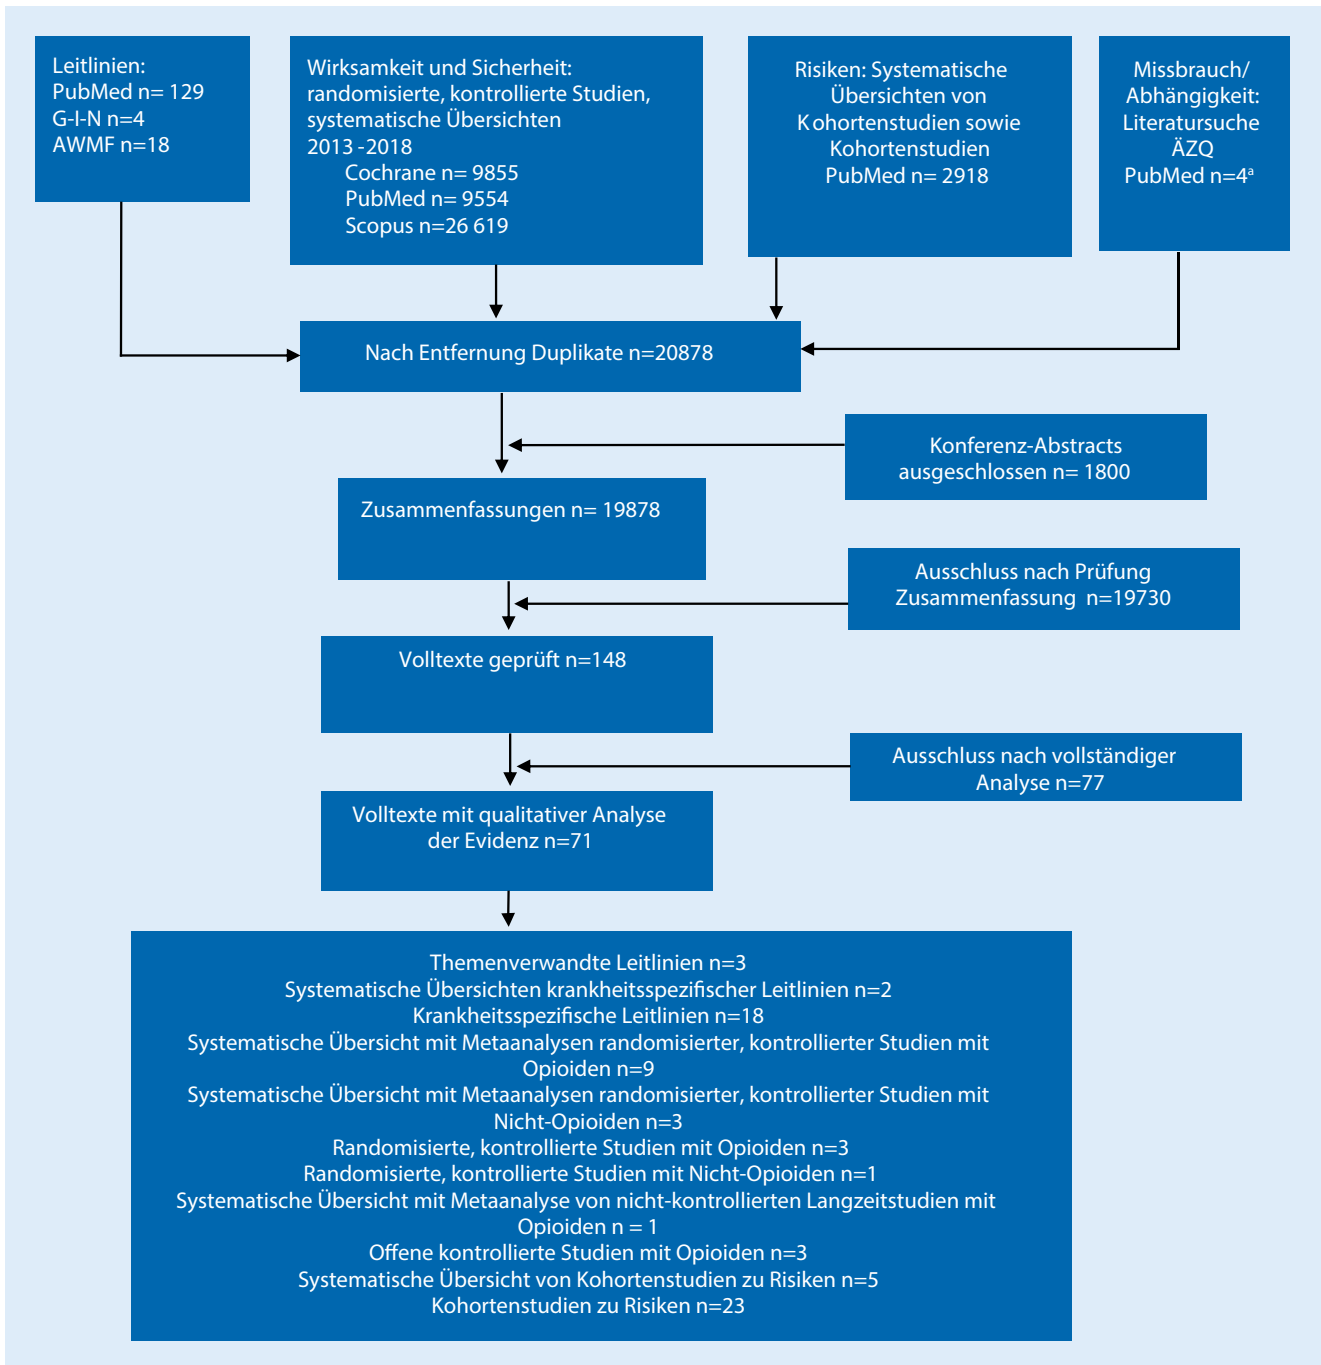 Leitlinien:
PubMed n= 129
G-I-N n=4
AWMF n=18
Wirksamkeit und Sicherheit:
randomisierte, kontrollierte Studien,
systematische Übersichten
2013 -2018
Cochrane n= 9855
PubMed n= 9554
Scopus n=26 619
Risiken: Systematische
Übersichten von
Kohortenstudien sowie
Kohortenstudien
PubMed n= 2918
Missbrauch/
Abhängigkeit:
Literatursuche
ÄZQ
PubMed n=4ᵃ
Nach Entfernung Duplikate n=20878
Konferenz-Abstracts
ausgeschlossen n= 1800
Zusammenfassungen n= 19878
Ausschluss nach Prüfung
Zusammenfassung n=19730
Volltexte geprüft n=148
Ausschluss nach vollständiger
Analyse n=77
Volltexte mit qualitativer Analyse
der Evidenz n=71
Themenverwandte Leitlinien n=3
Systematische Übersichten krankheitsspezifischer Leitlinien n=2
Krankheitsspezifische Leitlinien n=18
Systematische Übersicht mit Metaanalysen randomisierter, kontrollierter Studien mit
Opioiden n=9
Systematische Übersicht mit Metaanalysen randomisierter, kontrollierter Studien mit
Nicht-Opioiden n=3
Randomisierte, kontrollierte Studien mit Opioiden n=3
Randomisierte, kontrollierte Studien mit Nicht-Opioiden n=1
Systematische Übersicht mit Metaanalyse von nicht-kontrollierten Langzeitstudien mit
Opioiden n = 1
Offene kontrollierte Studien mit Opioiden n=3
Systematische Übersicht von Kohortenstudien zu Risiken n=5
Kohortenstudien zu Risiken n=23